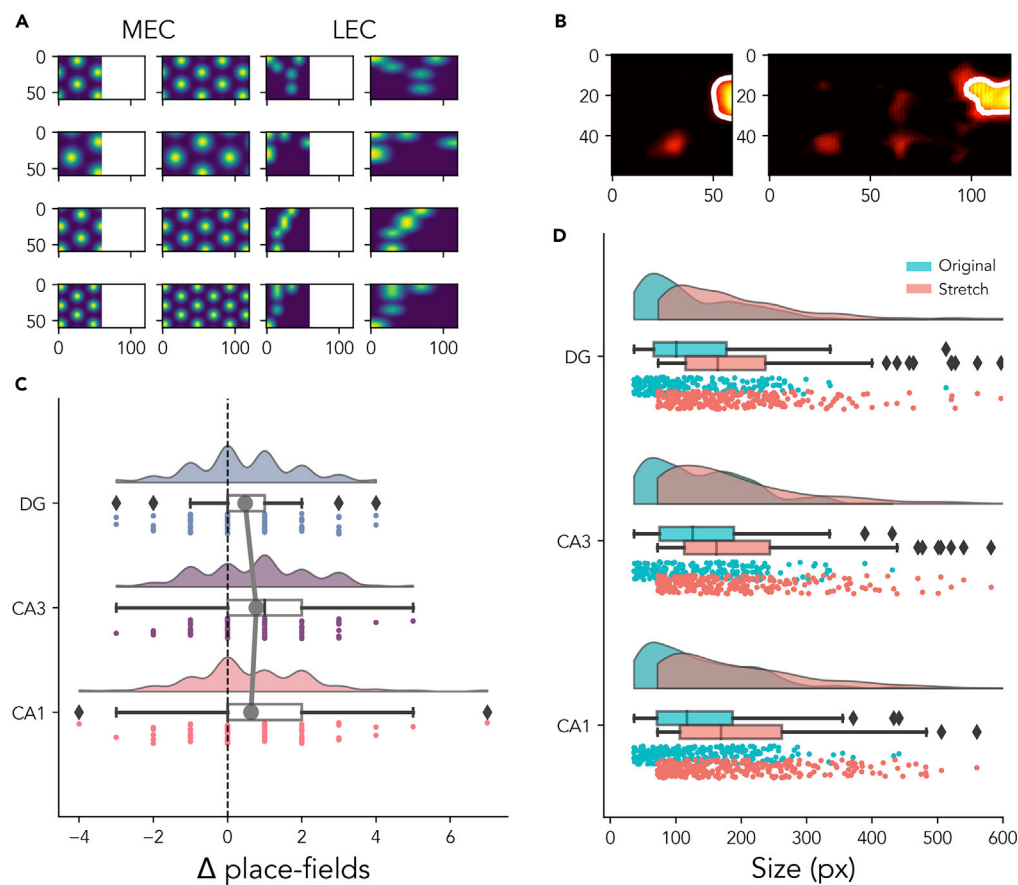 A
MEC LEC
0
50
0
50
0
50
0
50
0 100 0 100 0 100 0 100
B
0
20
40
0 50 0 50 100
C
DG
CA3
CA1
−4 −2 0 2 4 6
Δ place-fields
D
Original
Stretch
DG
CA3
CA1
100 200 300 400 500 600
Size (px)